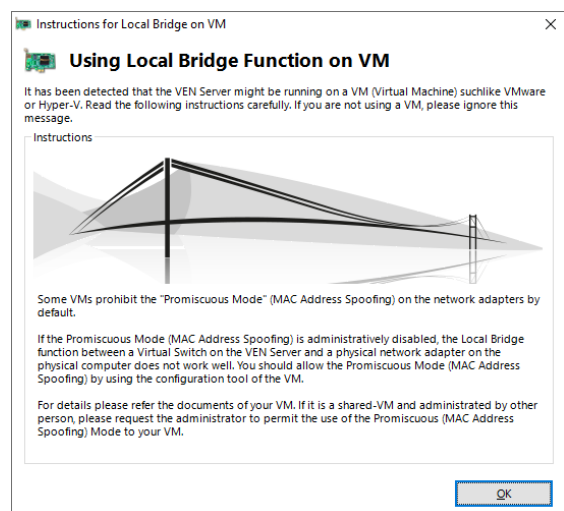 Instructions for Local Bridge on VM
Using Local Bridge Function on VM
It has been detected that the VEN Server might be running on a VM (Virtual Machine) suchlike VMware
or Hyper-V. Read the following instructions carefully. If you are not using a VM, please ignore this
message.
Instructions
Some VMs prohibit the "Promiscuous Mode" (MAC Address Spoofing) on the network adapters by
default.
If the Promiscuous Mode (MAC Address Spoofing) is administratively disabled, the Local Bridge
function between a Virtual Switch on the VEN Server and a physical network adapter on the
physical computer does not work well. You should allow the Promiscuous Mode (MAC Address
Spoofing) by using the configuration tool of the VM.
For details please refer the documents of your VM. If it is a shared-VM and administrated by other
person, please request the administrator to permit the use of the Promiscuous (MAC Address
Spoofing) Mode to your VM.
OK